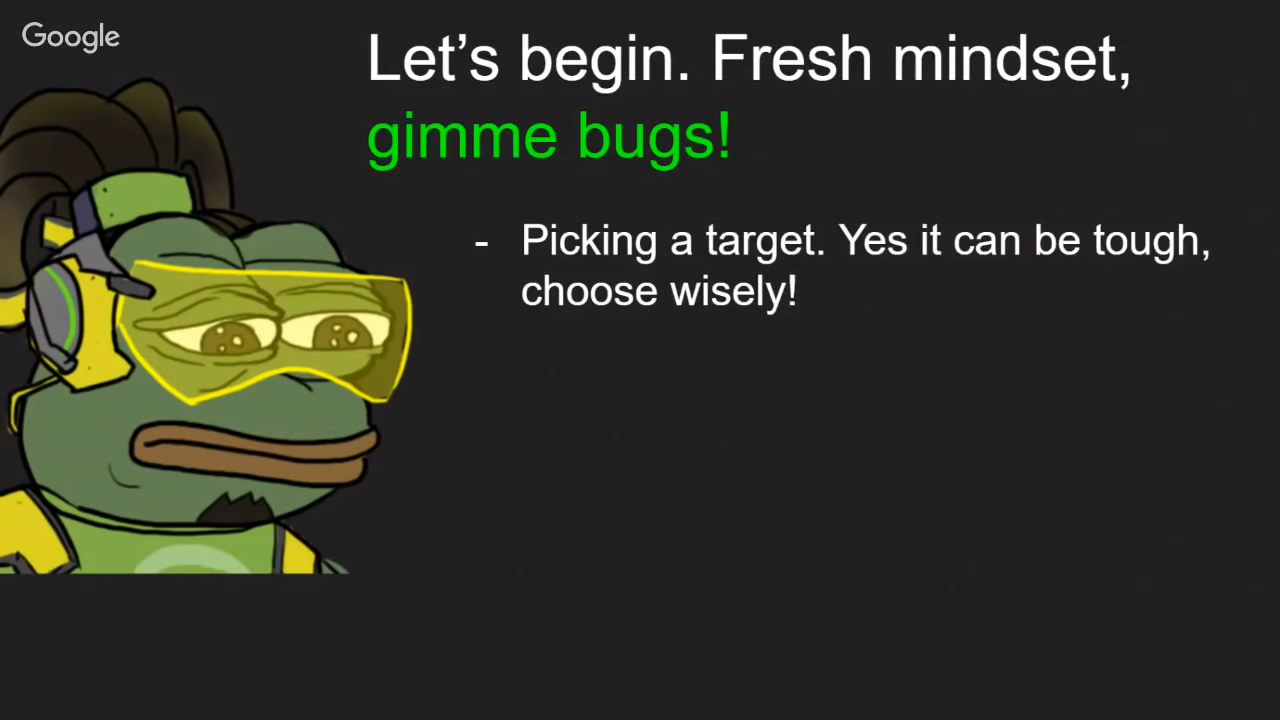 Google
Let's begin. Fresh mindset,
gimme bugs!
- Picking a target. Yes it can be tough,
choose wisely!